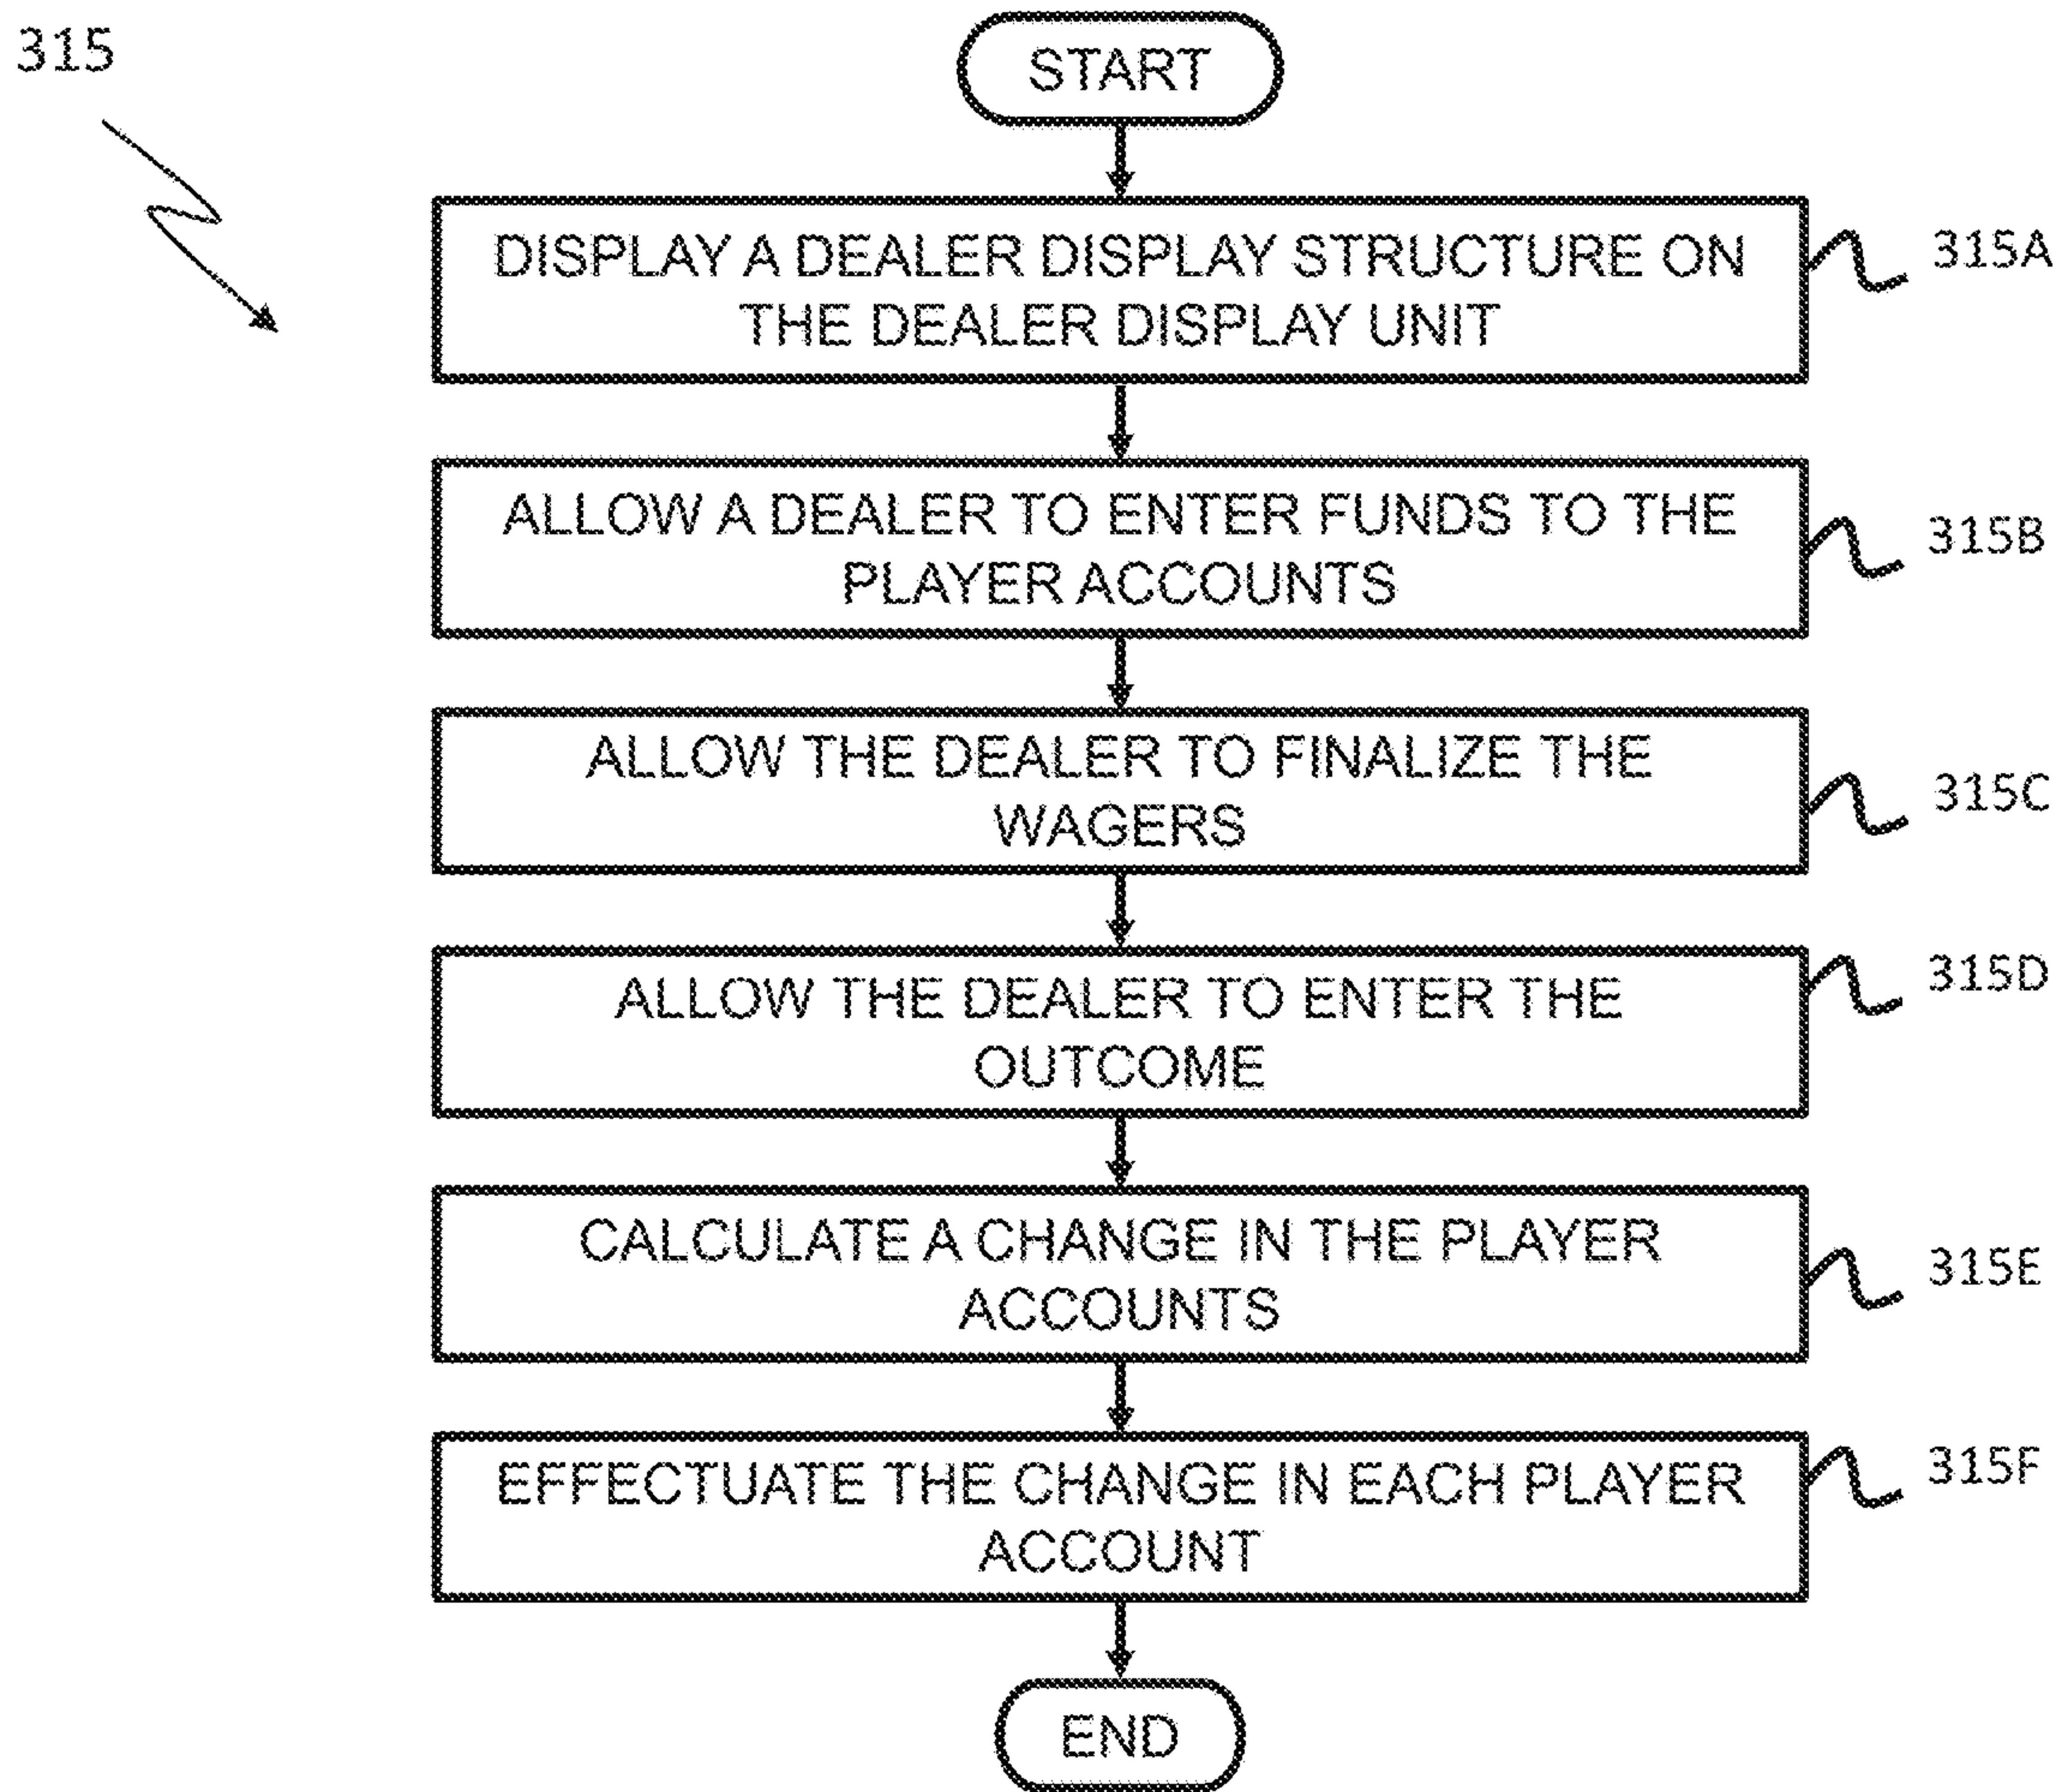 315
START
DISPLAY A DEALER DISPLAY STRUCTURE ON
THE DEALER DISPLAY UNIT
315A
ALLOW A DEALER TO ENTER FUNDS TO THE
PLAYER ACCOUNTS
315B
ALLOW THE DEALER TO FINALIZE THE
WAGERS
315C
ALLOW THE DEALER TO ENTER THE
OUTCOME
315D
CALCULATE A CHANGE IN THE PLAYER
ACCOUNTS
315E
EFFECTUATE THE CHANGE IN EACH PLAYER
ACCOUNT
315F
END